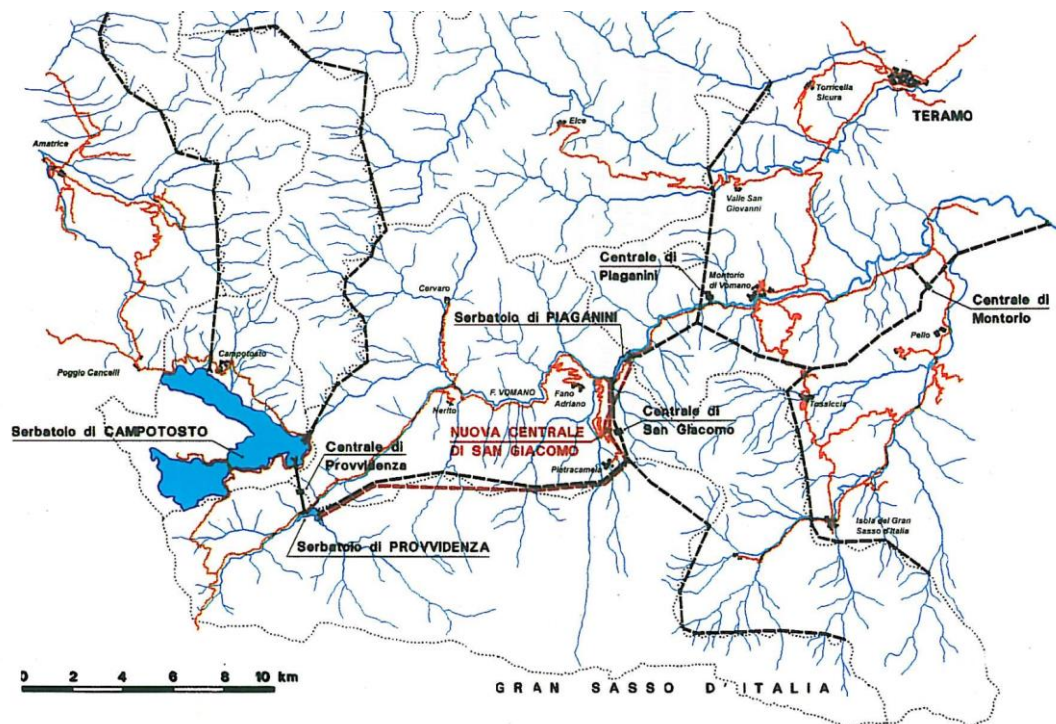 Torricella
Sicura
TERAMO
Elce
Amatrice
Valle San
Giovanni
Centrale di
Piaganini
Montorio
di Vomano
Cervaro
Centrale di
Montorio
Serbatoio di PIAGANINI
Campotosto
Poggio Cancelli
F. VOMANO
Fano
Adriano
Nerito
Tossiccia
Serbatoio di CAMPOTOSTO
Centrale di
Provvidenza
NUOVA CENTRALE
DI SAN GIACOMO
Centrale di
San Giacomo
Pietracamela
Isola del Gran
Sasso d'Italia
Serbatoio di PROVVIDENZA
0 2 4 6 8 10 km
GRAN SASSO D'ITALIA